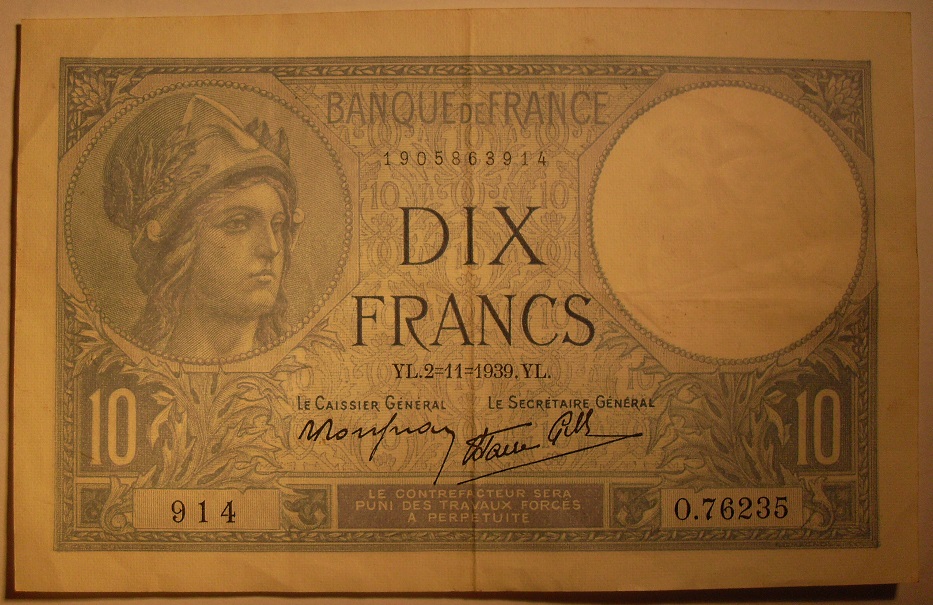 BANQUE DE FRANCE
1905863914
10 10
DIX
FRANCS
YL.2=11=1939.YL.
LE CAISSIER GÉNÉRAL LE SECRÉTAIRE GÉNÉRAL
10 10
914
LE CONTREFACTEUR SERA
PUNI DES TRAVAUX FORCÉS
À PERPÉTUITÉ
O.76235